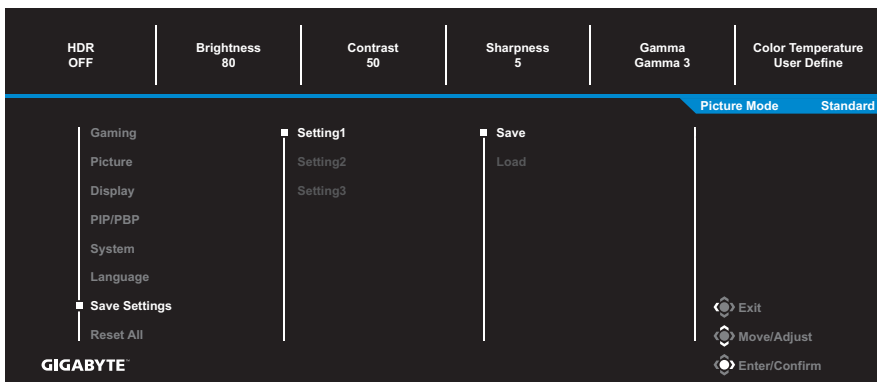 HDR Brightness Contrast Sharpness Gamma Color Temperature
OFF 80 50 5 Gamma 3 User Define
Picture Mode Standard
Gaming Setting1 Save
Picture Setting2 Load
Display Setting3
PIP/PBP
System
Language
Save Settings Exit
Reset All Move/Adjust
GIGABYTE™ Enter/Confirm